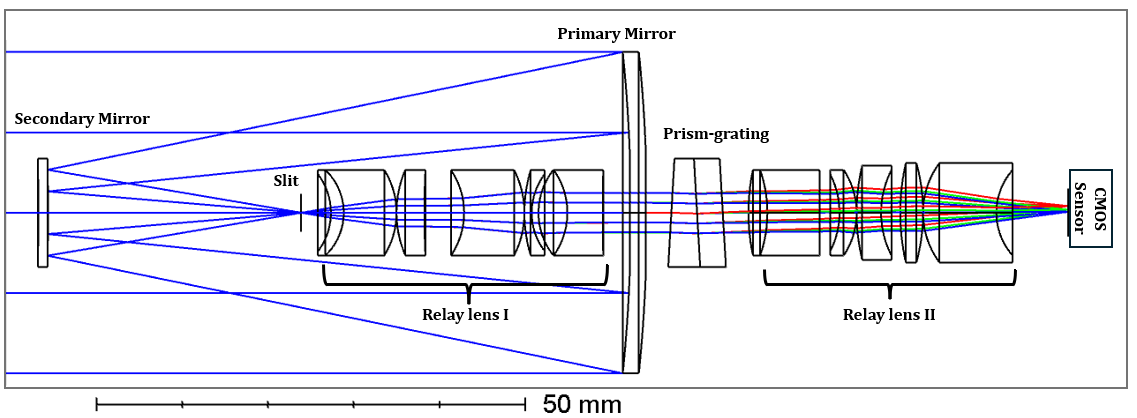 Primary Mirror
Secondary Mirror
Prism-grating
Slit
CMOS
Sensor
Relay lens I
Relay lens II
50 mm